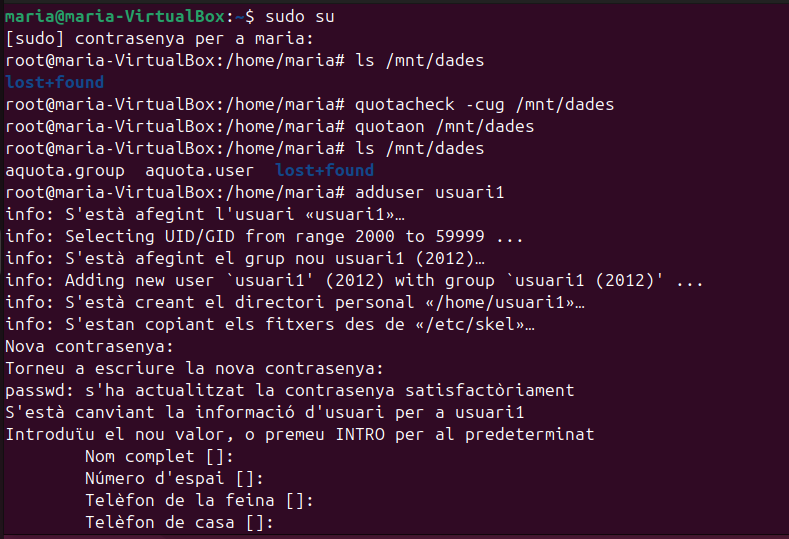 maria@maria-VirtualBox:~$ sudo su
[sudo] contrasenya per a maria:
root@maria-VirtualBox:/home/maria# ls /mnt/dades
lost+found
root@maria-VirtualBox:/home/maria# quotacheck -cug /mnt/dades
root@maria-VirtualBox:/home/maria# quotaon /mnt/dades
root@maria-VirtualBox:/home/maria# ls /mnt/dades
aquota.group  aquota.user  lost+found
root@maria-VirtualBox:/home/maria# adduser usuari1
info: S'està afegint l'usuari «usuari1»…
info: Selecting UID/GID from range 2000 to 59999 ...
info: S'està afegint el grup nou usuari1 (2012)…
info: Adding new user `usuari1' (2012) with group `usuari1 (2012)' ...
info: S'està creant el directori personal «/home/usuari1»…
info: S'estan copiant els fitxers des de «/etc/skel»…
Nova contrasenya:
Torneu a escriure la nova contrasenya:
passwd: s'ha actualitzat la contrasenya satisfactòriament
S'està canviant la informació d'usuari per a usuari1
Introduïu el nou valor, o premeu INTRO per al predeterminat
        Nom complet []:
        Número d'espai []:
        Telèfon de la feina []:
        Telèfon de casa []: